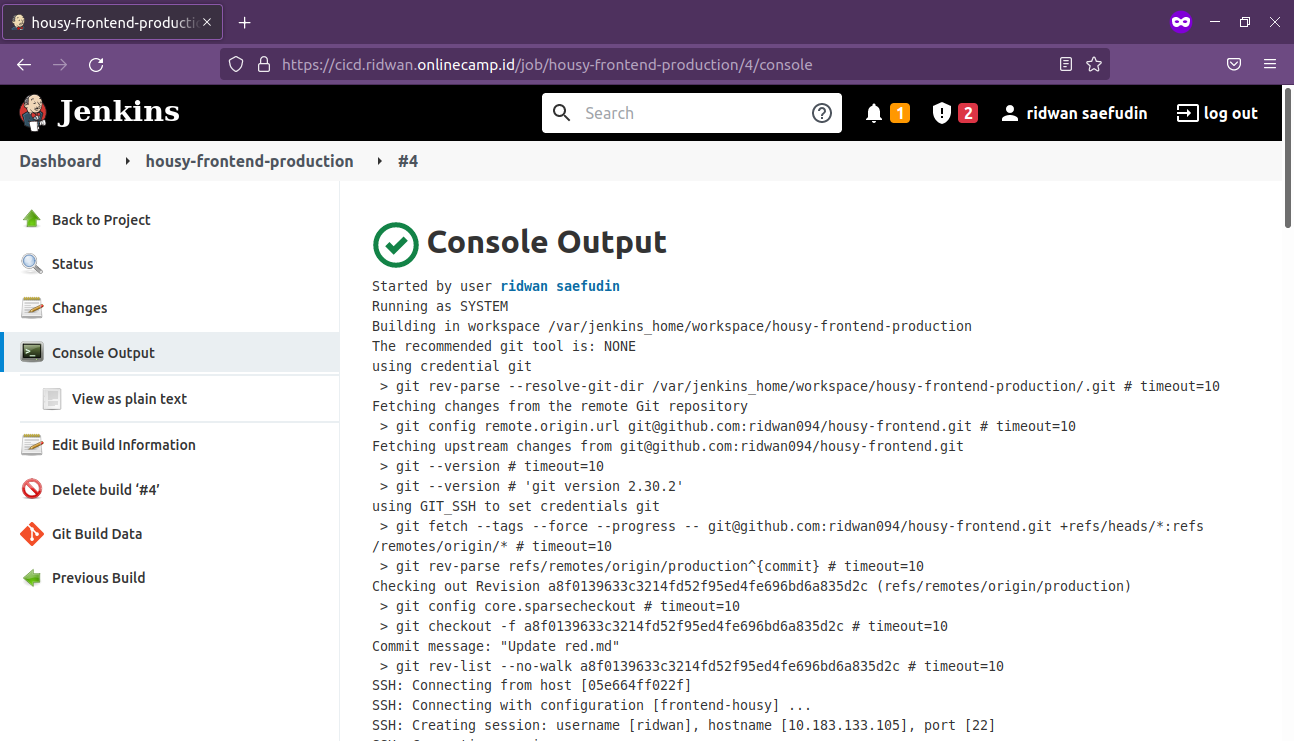 housy-frontend-producti
https://cicd.ridwan.onlinecamp.id/job/housy-frontend-production/4/console
Jenkins
Search
1
2
ridwan saefudin
log out
Dashboard
housy-frontend-production
#4
Back to Project
Status
Changes
Console Output
View as plain text
Edit Build Information
Delete build ‘#4’
Git Build Data
Previous Build
Console Output
Started by user ridwan saefudin
Running as SYSTEM
Building in workspace /var/jenkins_home/workspace/housy-frontend-production
The recommended git tool is: NONE
using credential git
> git rev-parse --resolve-git-dir /var/jenkins_home/workspace/housy-frontend-production/.git # timeout=10
Fetching changes from the remote Git repository
> git config remote.origin.url git@github.com:ridwan094/housy-frontend.git # timeout=10
Fetching upstream changes from git@github.com:ridwan094/housy-frontend.git
> git --version # timeout=10
> git --version # 'git version 2.30.2'
using GIT_SSH to set credentials git
> git fetch --tags --force --progress -- git@github.com:ridwan094/housy-frontend.git +refs/heads/*:refs
/remotes/origin/* # timeout=10
> git rev-parse refs/remotes/origin/production^{commit} # timeout=10
Checking out Revision a8f0139633c3214fd52f95ed4fe696bd6a835d2c (refs/remotes/origin/production)
> git config core.sparsecheckout # timeout=10
> git checkout -f a8f0139633c3214fd52f95ed4fe696bd6a835d2c # timeout=10
Commit message: "Update red.md"
> git rev-list --no-walk a8f0139633c3214fd52f95ed4fe696bd6a835d2c # timeout=10
SSH: Connecting from host [05e664ff022f]
SSH: Connecting with configuration [frontend-housy] ...
SSH: Creating session: username [ridwan], hostname [10.183.133.105], port [22]